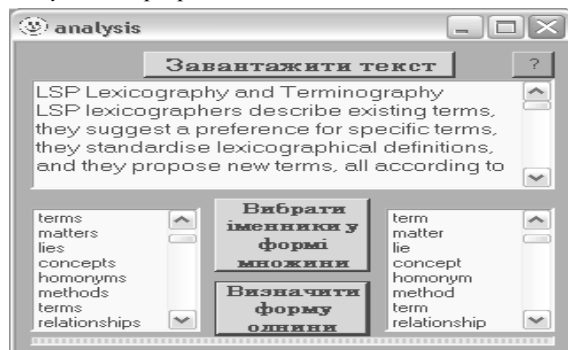 analysis
Завантажити текст
?
LSP Lexicography and Terminography
LSP lexicographers describe existing terms,
they suggest a preference for specific terms,
they standardise lexicographical definitions,
and they propose new terms, all according to
terms
matters
lies
concepts
homonyms
methods
terms
relationships
Вибрати
іменники у
формі
множини
Визначити
форму
однини
term
matter
lie
concept
homonym
method
term
relationship